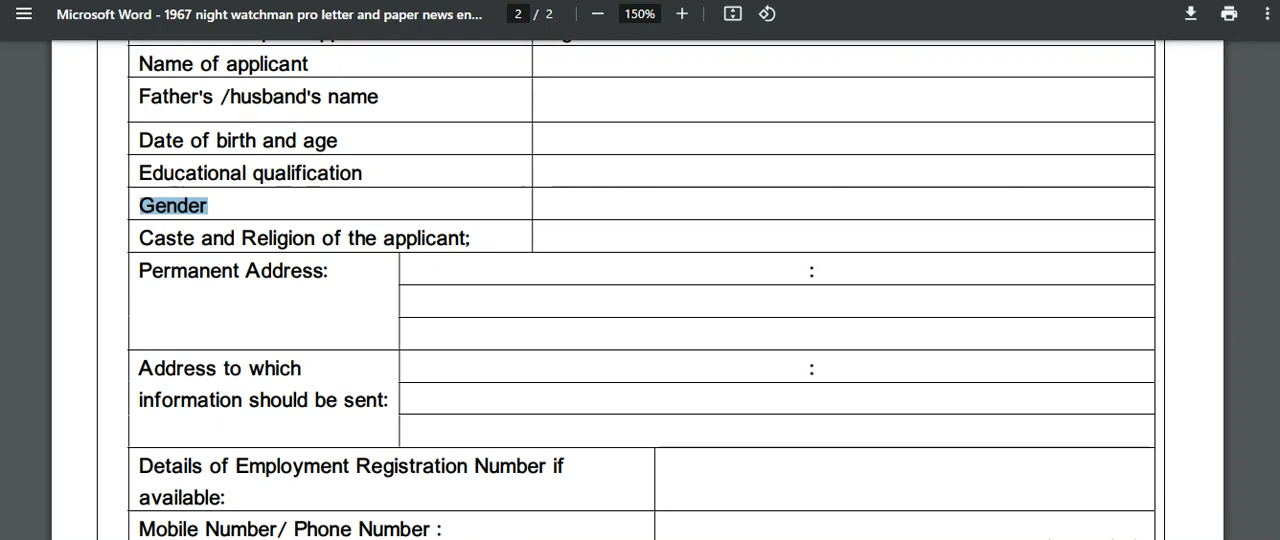 Microsoft Word - 1967 night watchman pro letter and paper news en... 2 / 2 150%
Name of applicant
Father's /husband's name
Date of birth and age
Educational qualification
Gender
Caste and Religion of the applicant;
Permanent Address: :
Address to which :
information should be sent:
Details of Employment Registration Number if
available:
Mobile Number/ Phone Number :